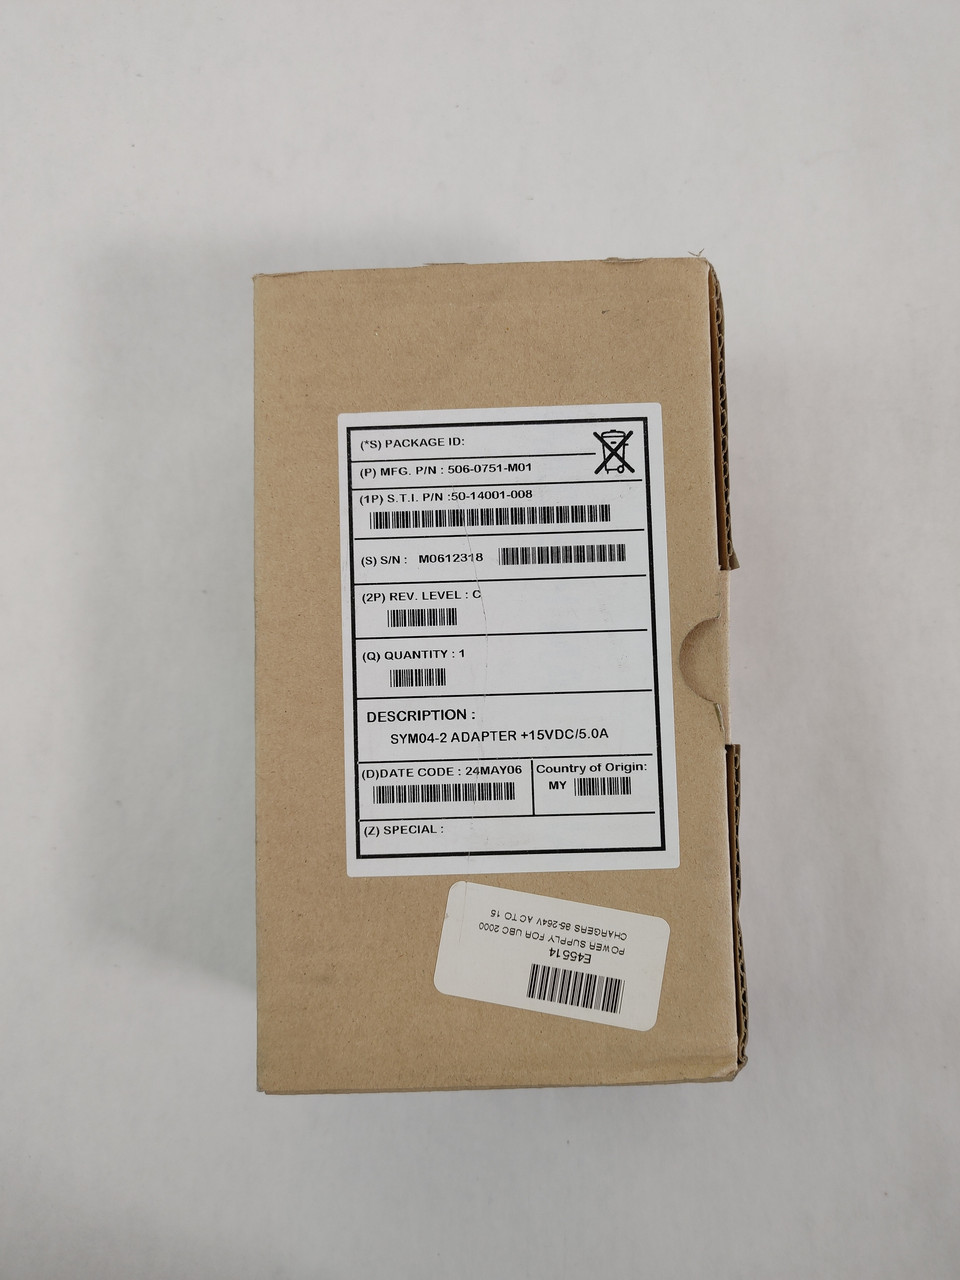 (*S) PACKAGE ID:
(P) MFG. P/N : 506-0751-M01
(1P) S.T.I. P/N :50-14001-008
(S) S/N : M0612318
(2P) REV. LEVEL : C
(Q) QUANTITY : 1
DESCRIPTION :
SYM04-2 ADAPTER +15VDC/5.0A
(D)DATE CODE : 24MAY06
Country of Origin:
MY
(Z) SPECIAL :
E45514
POWER SUPPLY FOR UBC 2000
CHARGERS 85-264V AC TO 15